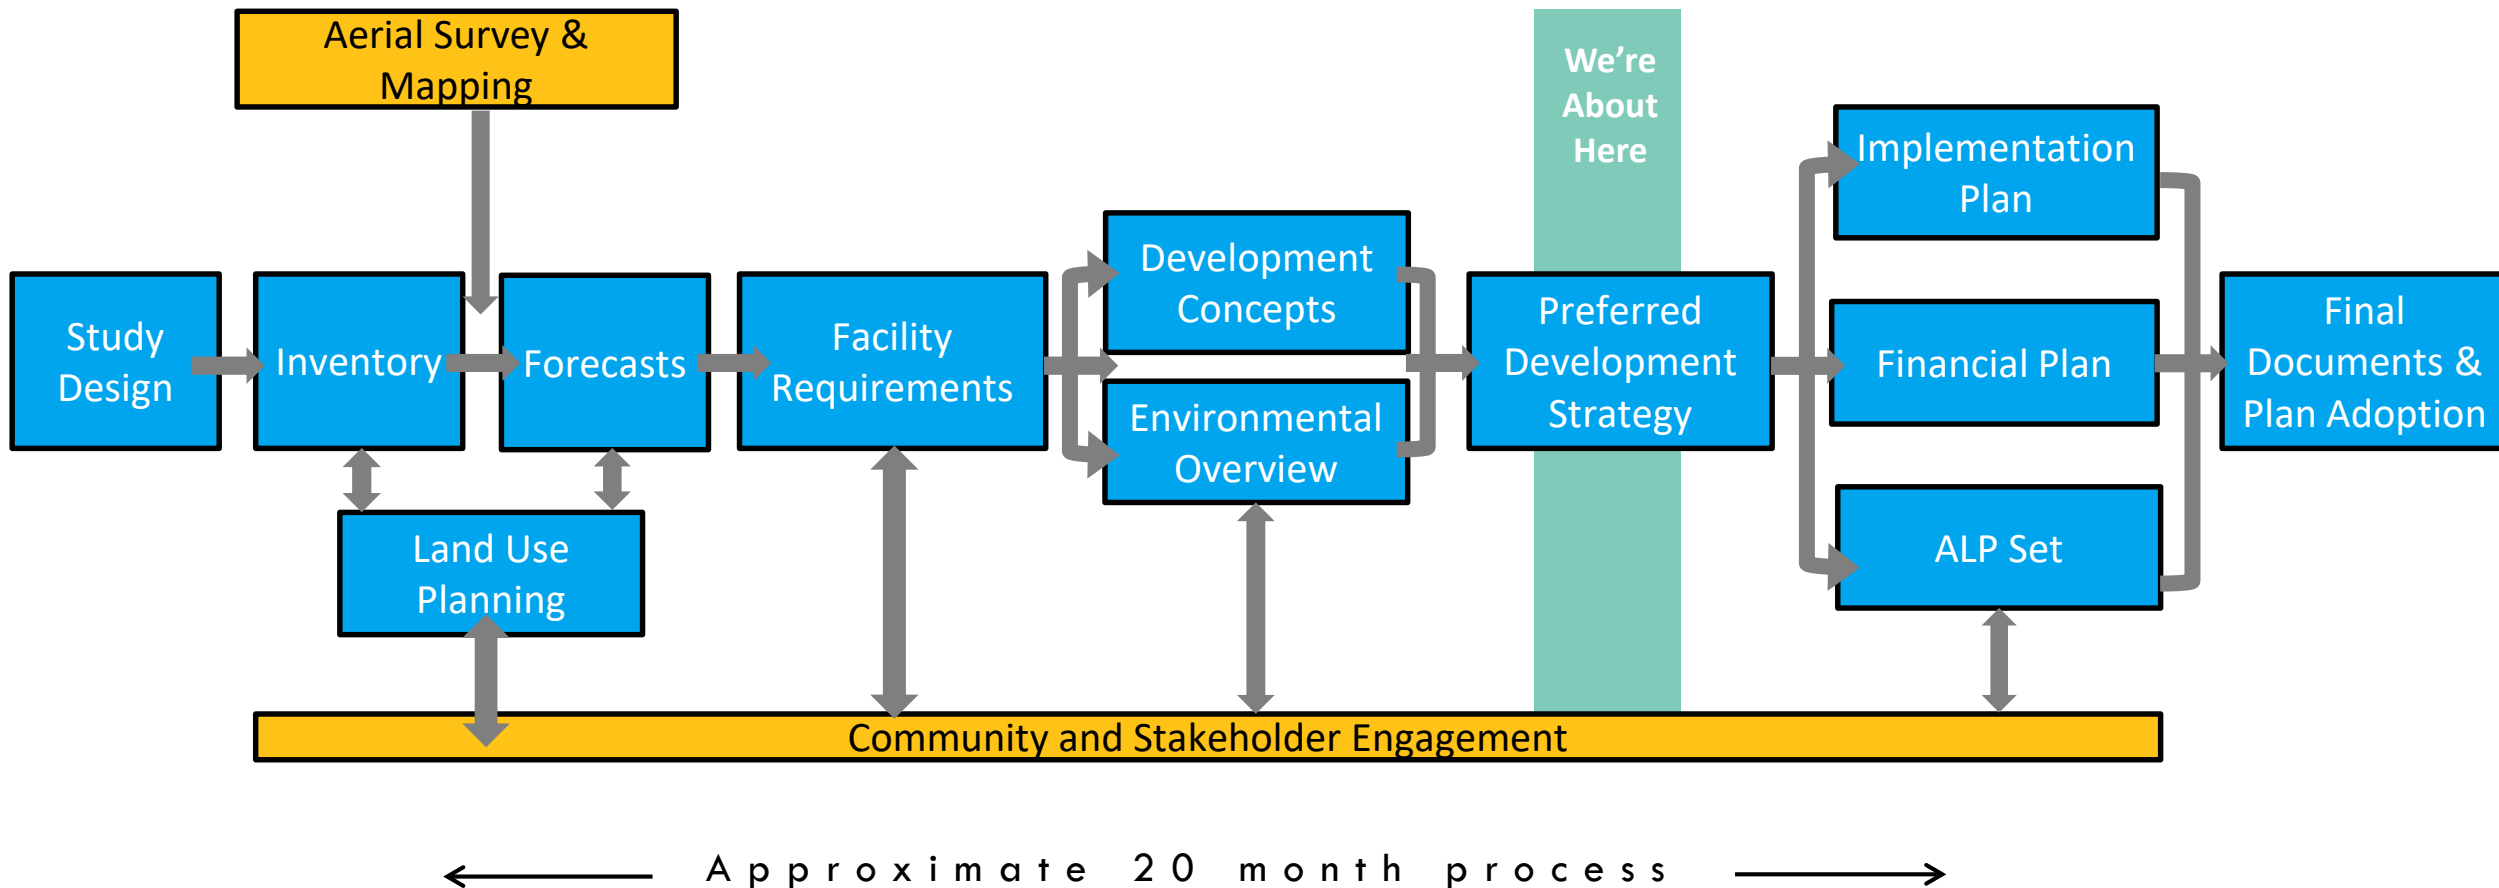 Aerial Survey &
Mapping
We're
About
Here
Implementation
Plan
Development
Concepts
Study
Design
Inventory
Forecasts
Facility
Requirements
Preferred
Development
Strategy
Financial Plan
Final
Documents &
Plan Adoption
Environmental
Overview
Land Use
Planning
ALP Set
Community and Stakeholder Engagement
Approximate 20 month process